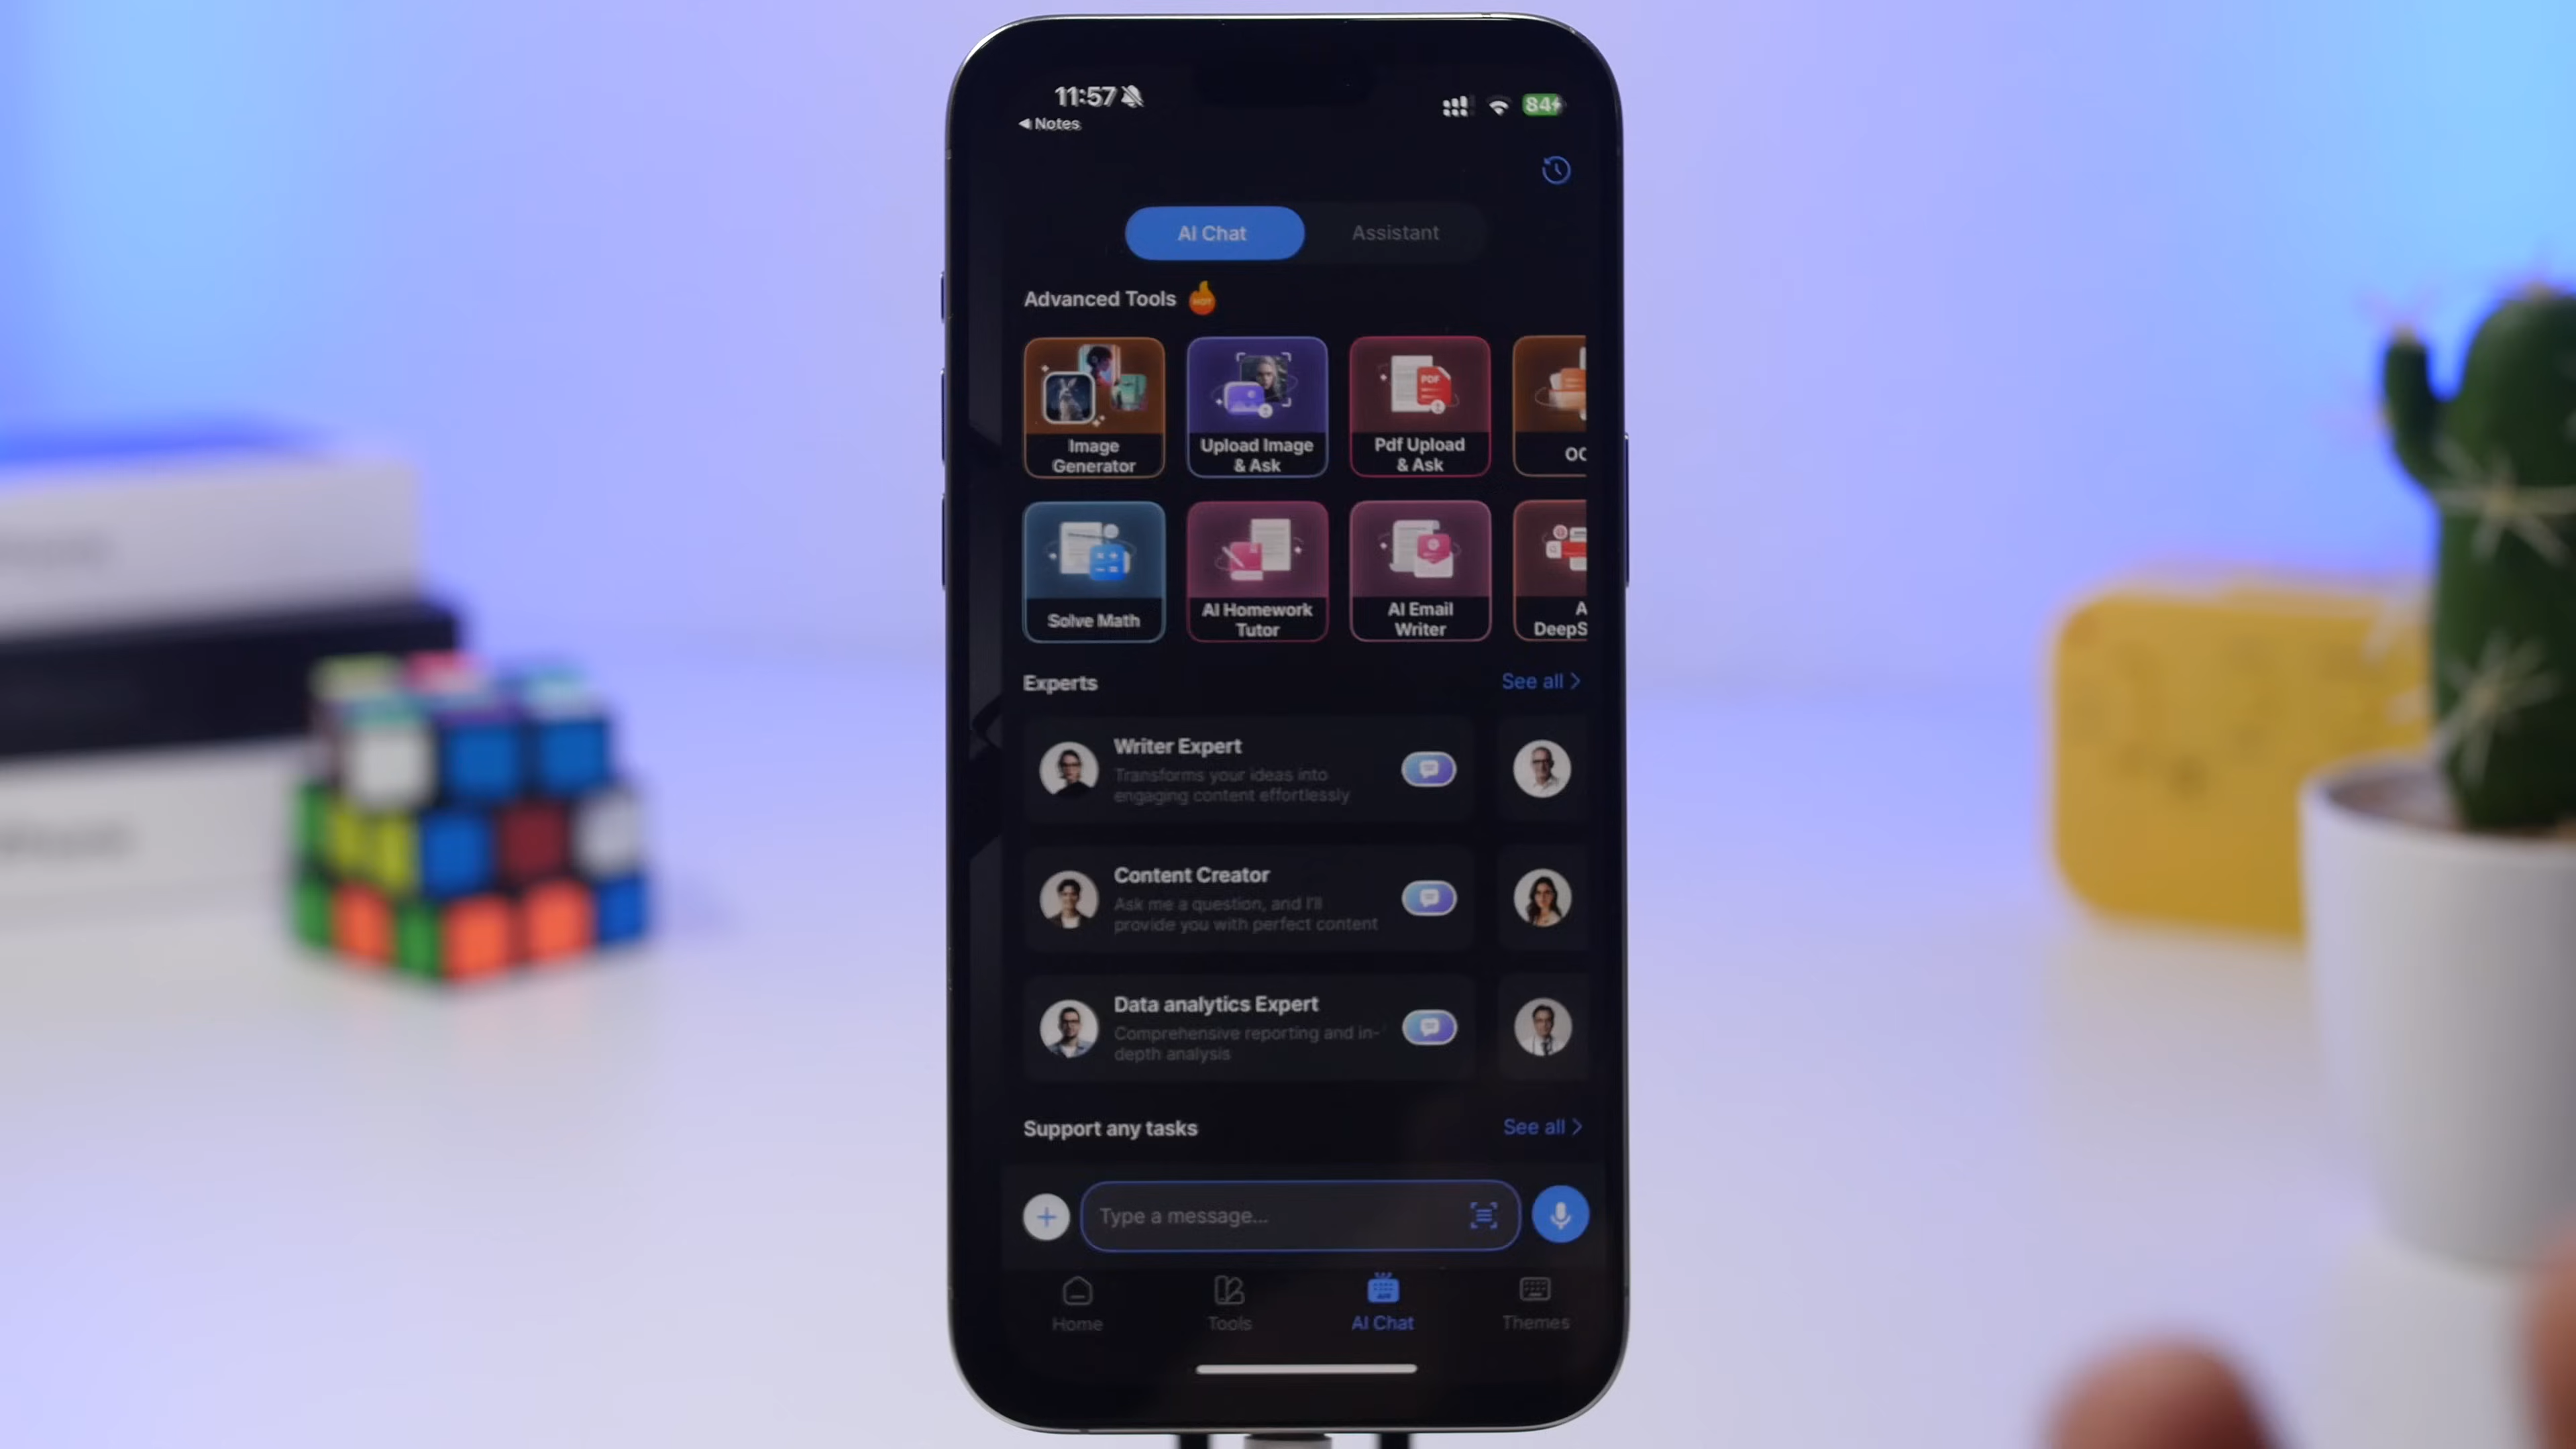 11:57
84
Notes
AI Chat
Assistant
Advanced Tools
HOT
Image
Generator
Upload Image
& Ask
PDF
Pdf Upload
& Ask
Solve Math
AI Homework
Tutor
AI Email
Writer
Experts
See all
Writer Expert
Transforms your ideas into
engaging content effortlessly
Content Creator
Ask me a question, and I'll
provide you with perfect content
Data analytics Expert
Comprehensive reporting and in-
depth analysis
Support any tasks
See all
Type a message...
Home
Tools
AI Chat
Themes